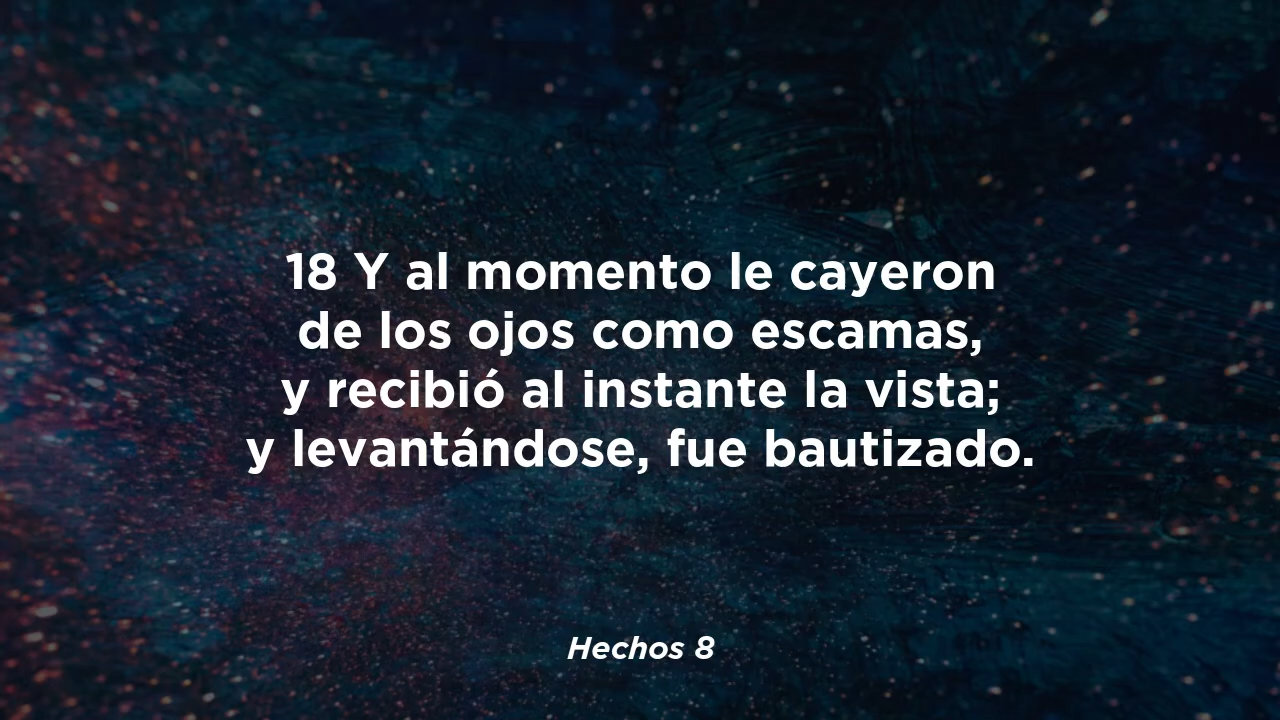 18 Y al momento le cayeron
de los ojos como escamas,
y recibió al instante la vista;
y levantándose, fue bautizado.
Hechos 8